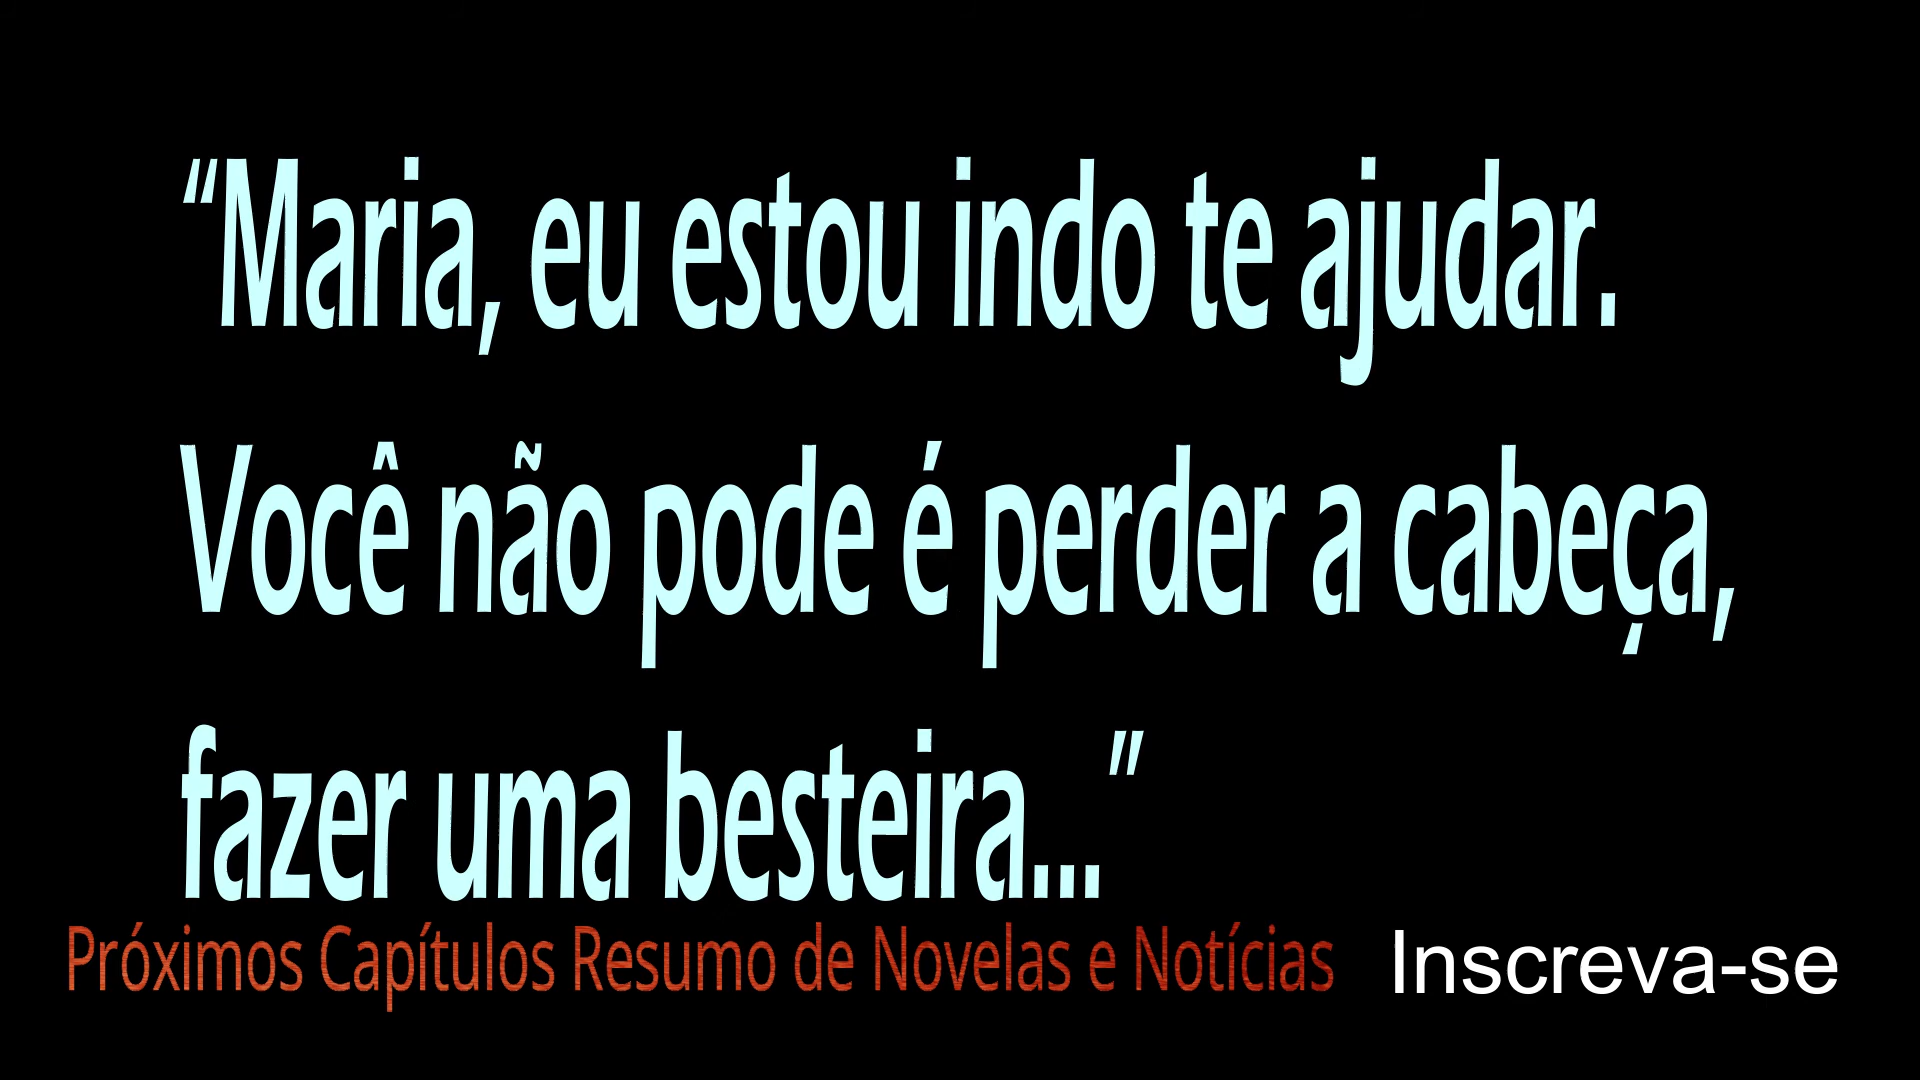 “Maria, eu estou indo te ajudar.
Você não pode é perder a cabeça,
fazer uma besteira...”
Próximos Capítulos Resumo de Novelas e Notícias
Inscreva-se